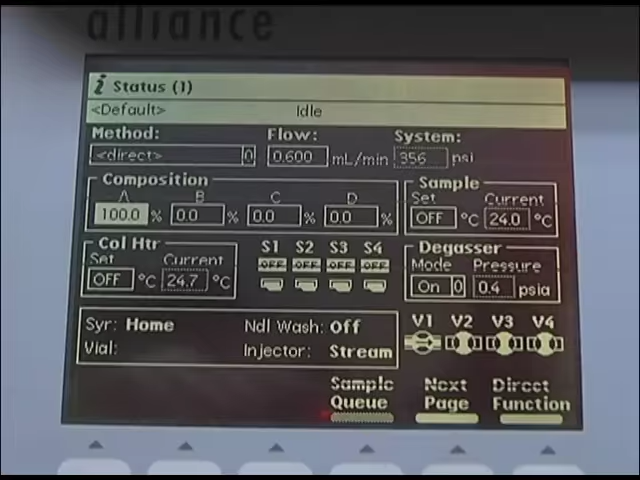 alliance
i Status (1)
<Default> Idle
Method: Flow: System:
<direct> 0 0.600 mL/min 356 psi
Composition Sample
A B C D Set Current
100.0 % 0.0 % 0.0 % 0.0 % OFF °C 24.0 °C
Col Htr S1 S2 S3 S4 Degasser
Set Current OFF OFF OFF OFF Mode Pressure
OFF °C 24.7 °C On 0 0.4 psia
Syr: Home Ndl Wash: Off V1 V2 V3 V4
Vial: Injector: Stream
Sample Next Direct
Queue Page Function